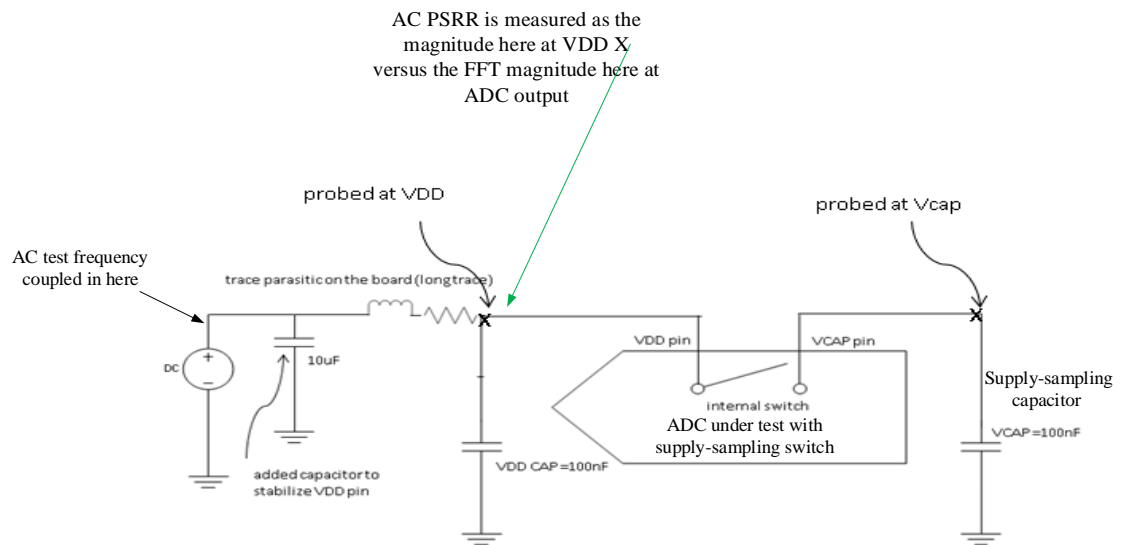 AC PSRR is measured as the
magnitude here at VDD X
versus the FFT magnitude here at
ADC output
probed at VDD
probed at Vcap
AC test frequency
coupled in here
trace parasitic on the board (long trace)
X
X
VDD pin
VCAP pin
DC
+
−
10uF
internal switch
ADC under test with
supply-sampling switch
Supply-sampling
capacitor
VCAP=100nF
VDD CAP=100nF
added capacitor to
stabilize VDD pin